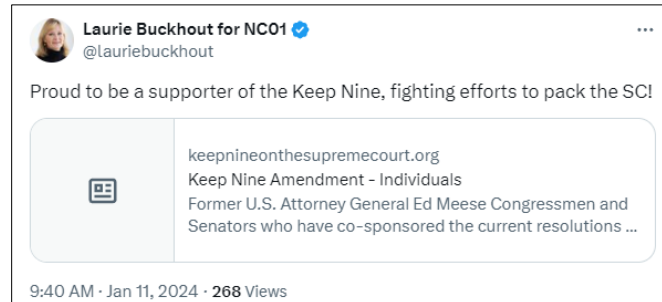 Laurie Buckhout for NC01
@lauriebuckhout
Proud to be a supporter of the Keep Nine, fighting efforts to pack the SC!
keepnineonthesupremecourt.org
Keep Nine Amendment - Individuals
Former U.S. Attorney General Ed Meese Congressmen and
Senators who have co-sponsored the current resolutions ...
9:40 AM · Jan 11, 2024 · 268 Views